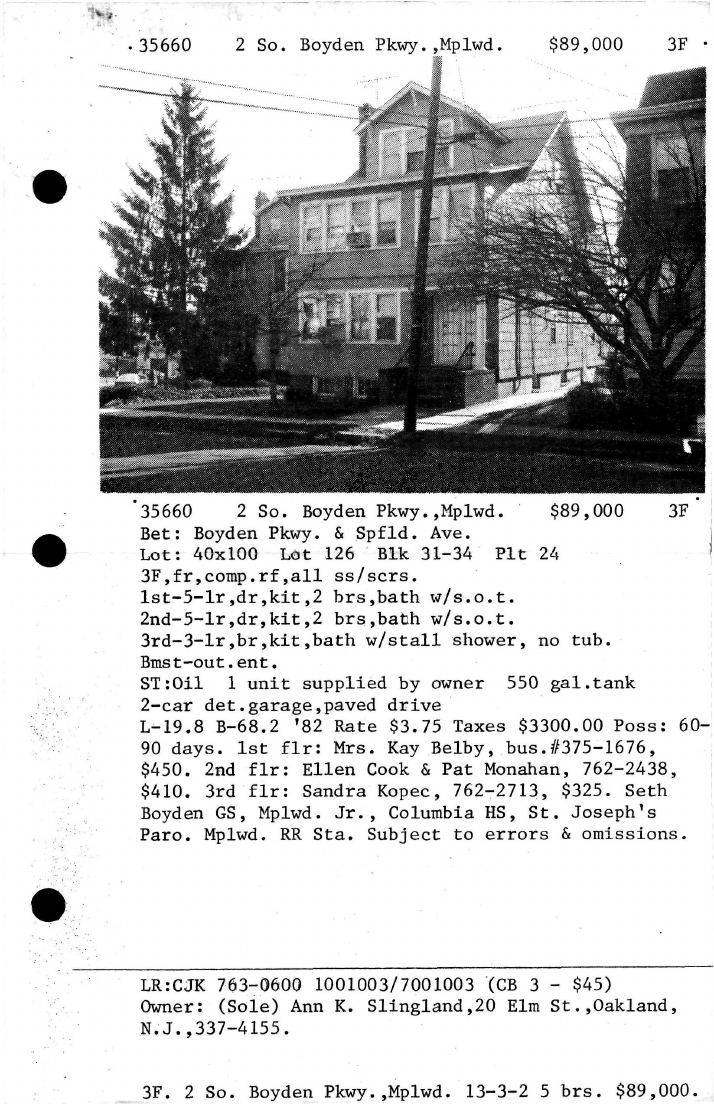 35660 2 So. Boyden Pkwy.,Mplwd. $89,000 3F
35660 2 So. Boyden Pkwy.,Mplwd. $89,000 3F
Bet: Boyden Pkwy. & Spfld. Ave.
Lot: 40x100 Lot 126 Blk 31-34 Plt 24
3F,fr,comp.rf,all ss/scrs.
1st-5-lr,dr,kit,2 brs,bath w/s.o.t.
2nd-5-lr,dr,kit,2 brs,bath w/s.o.t.
3rd-3-lr,br,kit,bath w/stall shower, no tub.
Bmst-out.ent.
ST:Oil 1 unit supplied by owner 550 gal.tank
2-car det.garage,paved drive
L-19.8 B-68.2 '82 Rate $3.75 Taxes $3300.00 Poss: 60-
90 days. 1st flr: Mrs. Kay Belby, bus.#375-1676,
$450. 2nd flr: Ellen Cook & Pat Monahan, 762-2438,
$410. 3rd flr: Sandra Kopec, 762-2713, $325. Seth
Boyden GS, Mplwd. Jr., Columbia HS, St. Joseph's
Paro. Mplwd. RR Sta. Subject to errors & omissions.
LR:CJK 763-0600 1001003/7001003 (CB 3 - $45)
Owner: (Sole) Ann K. Slingland,20 Elm St.,Oakland,
N.J.,337-4155.
3F. 2 So. Boyden Pkwy.,Mplwd. 13-3-2 5 brs. $89,000.